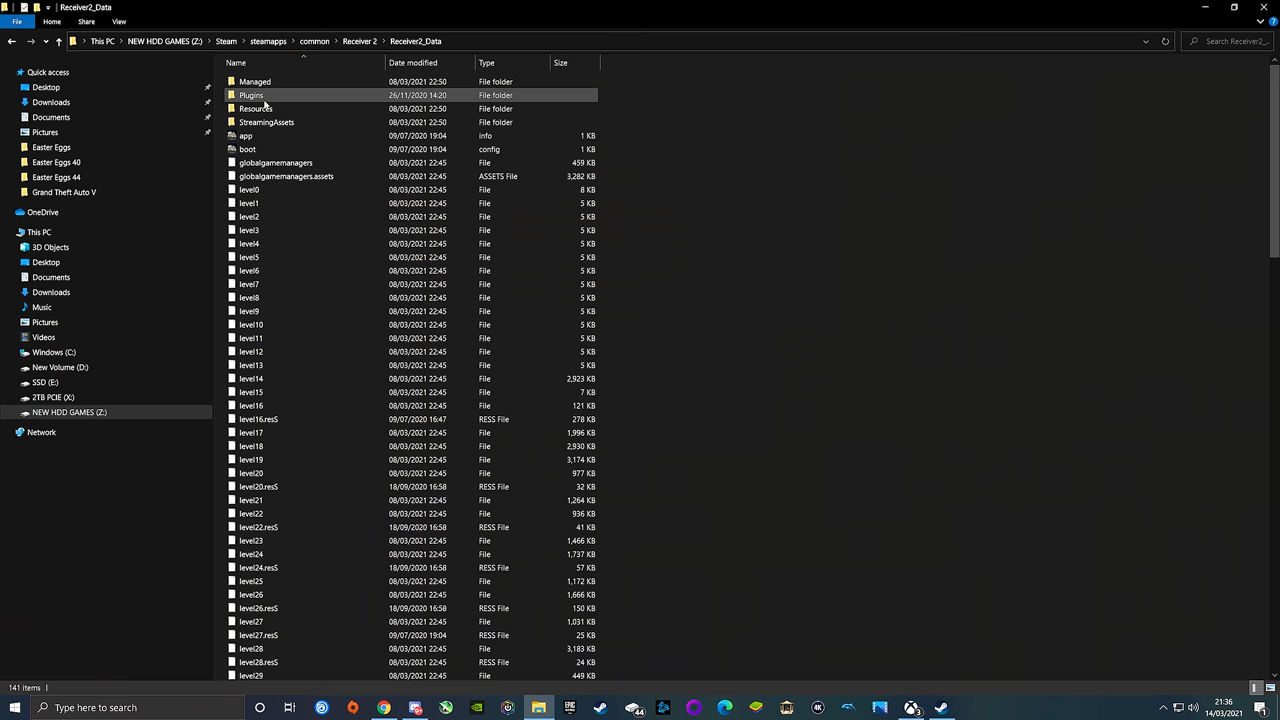 Receiver2_Data
File Home Share View
This PC NEW HDD GAMES (Z:) Steam steamapps common Receiver 2 Receiver2_Data Search Receiver2_...
Name Date modified Type Size
Quick access
Desktop
Downloads
Documents
Pictures
Easter Eggs
Easter Eggs 40
Easter Eggs 44
Grand Theft Auto V
OneDrive
This PC
3D Objects
Desktop
Documents
Downloads
Music
Pictures
Videos
Windows (C:)
New Volume (D:)
SSD (E:)
2TB PCIE (X:)
NEW HDD GAMES (Z:)
Network
Managed 08/03/2021 22:50 File folder
Plugins 26/11/2020 14:20 File folder
Resources 08/03/2021 22:50 File folder
StreamingAssets 08/03/2021 22:50 File folder
app 09/07/2020 19:04 info 1 KB
boot 09/07/2020 19:04 config 1 KB
globalgamemanagers 08/03/2021 22:45 File 459 KB
globalgamemanagers.assets 08/03/2021 22:45 ASSETS File 3,282 KB
level0 08/03/2021 22:45 File 8 KB
level1 08/03/2021 22:45 File 5 KB
level2 08/03/2021 22:45 File 5 KB
level3 08/03/2021 22:45 File 5 KB
level4 08/03/2021 22:45 File 5 KB
level5 08/03/2021 22:45 File 5 KB
level6 08/03/2021 22:45 File 5 KB
level7 08/03/2021 22:45 File 5 KB
level8 08/03/2021 22:45 File 5 KB
level9 08/03/2021 22:45 File 5 KB
level10 08/03/2021 22:45 File 5 KB
level11 08/03/2021 22:45 File 5 KB
level12 08/03/2021 22:45 File 5 KB
level13 08/03/2021 22:45 File 5 KB
level14 08/03/2021 22:45 File 2,923 KB
level15 08/03/2021 22:45 File 7 KB
level16 08/03/2021 22:45 File 121 KB
level16.resS 09/07/2020 16:47 RESS File 278 KB
level17 08/03/2021 22:45 File 1,996 KB
level18 08/03/2021 22:45 File 2,930 KB
level19 08/03/2021 22:45 File 3,174 KB
level20 08/03/2021 22:45 File 977 KB
level20.resS 18/09/2020 16:58 RESS File 32 KB
level21 08/03/2021 22:45 File 1,264 KB
level22 08/03/2021 22:45 File 936 KB
level22.resS 18/09/2020 16:58 RESS File 41 KB
level23 08/03/2021 22:45 File 1,466 KB
level24 08/03/2021 22:45 File 1,737 KB
level24.resS 18/09/2020 16:58 RESS File 57 KB
level25 08/03/2021 22:45 File 1,172 KB
level26 08/03/2021 22:45 File 1,666 KB
level26.resS 18/09/2020 16:58 RESS File 150 KB
level27 08/03/2021 22:45 File 1,031 KB
level27.resS 09/07/2020 19:04 RESS File 25 KB
level28 08/03/2021 22:45 File 3,183 KB
level28.resS 08/03/2021 22:45 RESS File 24 KB
level29 08/03/2021 22:45 File 449 KB
141 items
Type here to search 44 4K 3 21:36
14/03/2021